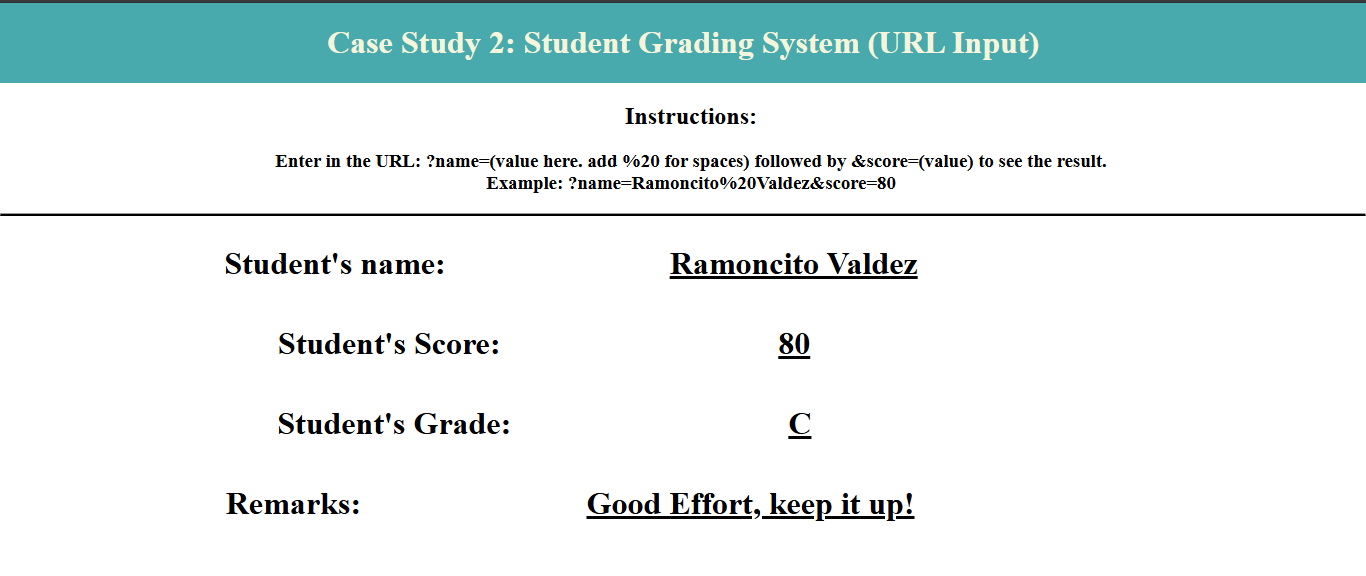 Case Study 2: Student Grading System (URL Input)
Instructions:
Enter in the URL: ?name=(value here. add %20 for spaces) followed by &score=(value) to see the result.
Example: ?name=Ramoncito%20Valdez&score=80
Student's name: Ramoncito Valdez
Student's Score: 80
Student's Grade: C
Remarks: Good Effort, keep it up!